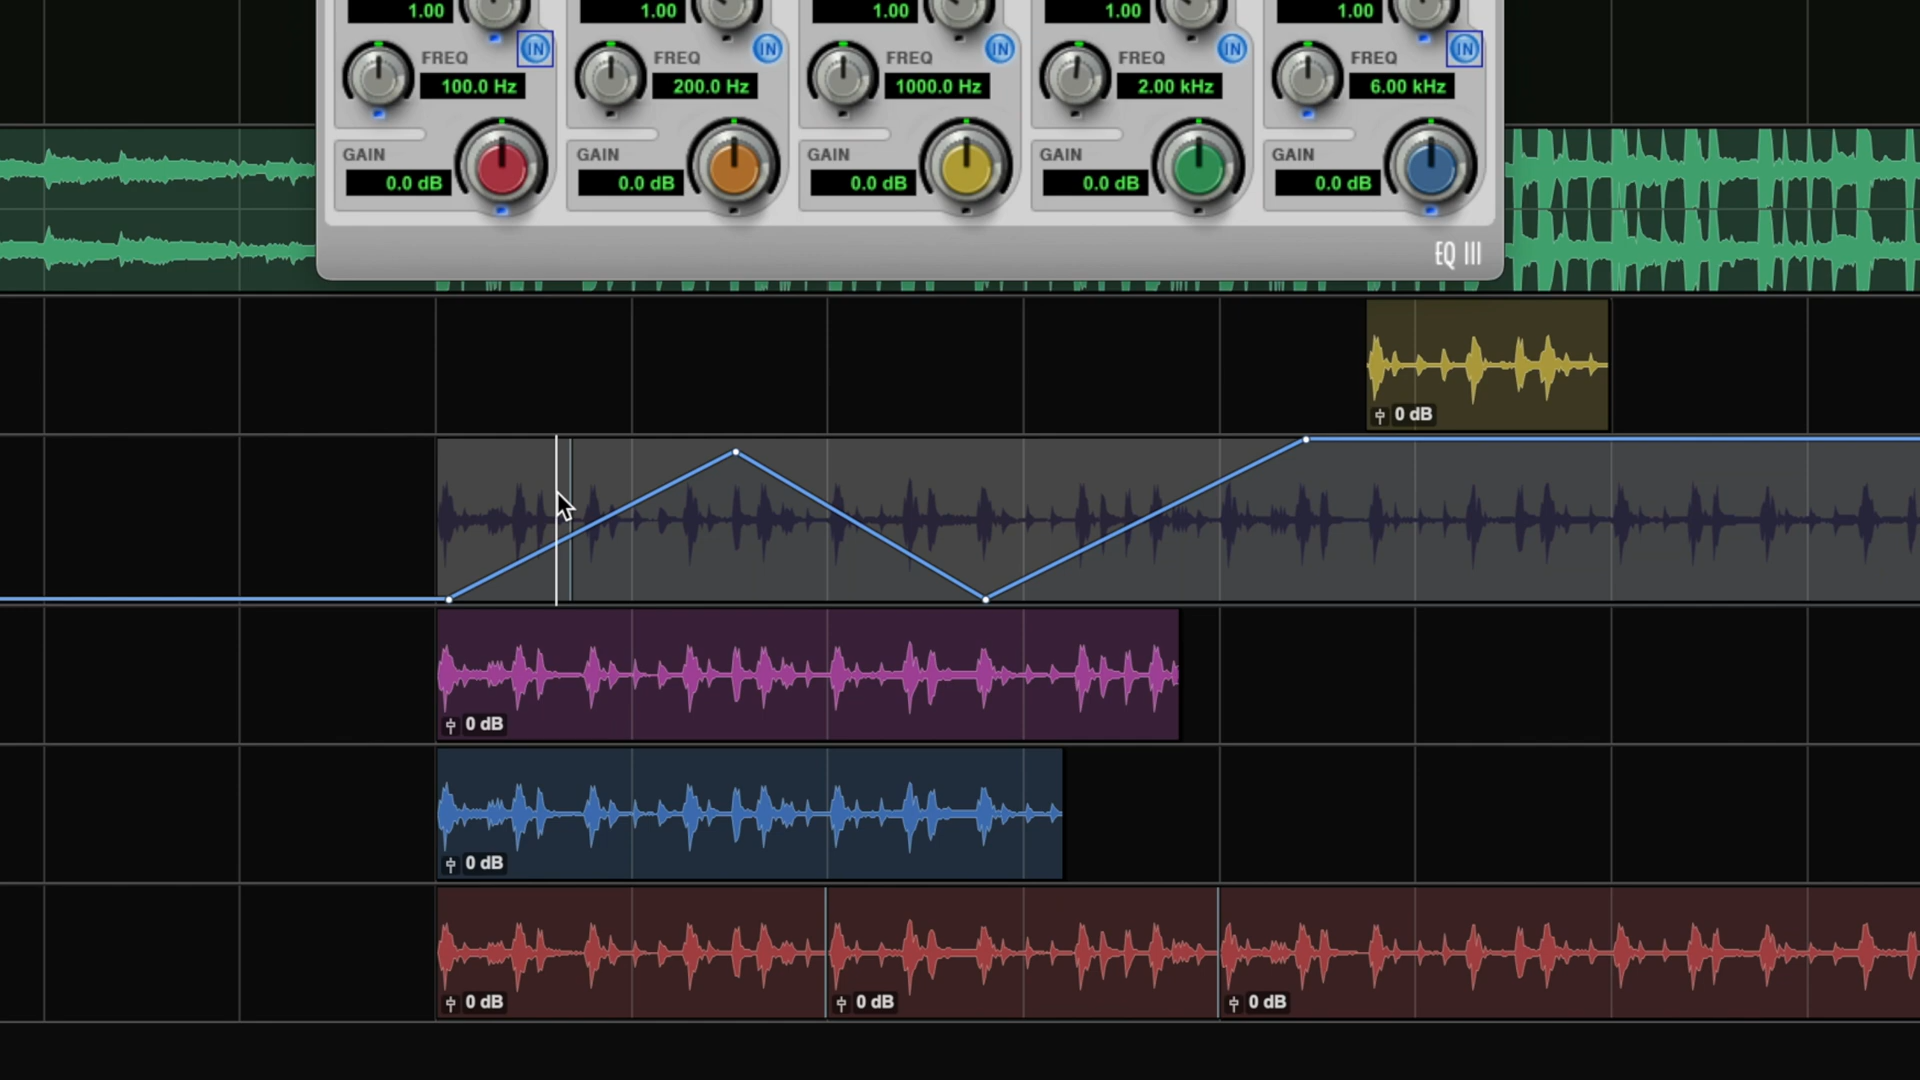 1.00 1.00 1.00 1.00 1.00
IN IN IN IN IN
FREQ FREQ FREQ FREQ FREQ
100.0 Hz 200.0 Hz 1000.0 Hz 2.00 kHz 6.00 kHz
GAIN GAIN GAIN GAIN GAIN
0.0 dB 0.0 dB 0.0 dB 0.0 dB 0.0 dB
EQ III
0 dB
0 dB
0 dB
0 dB 0 dB 0 dB